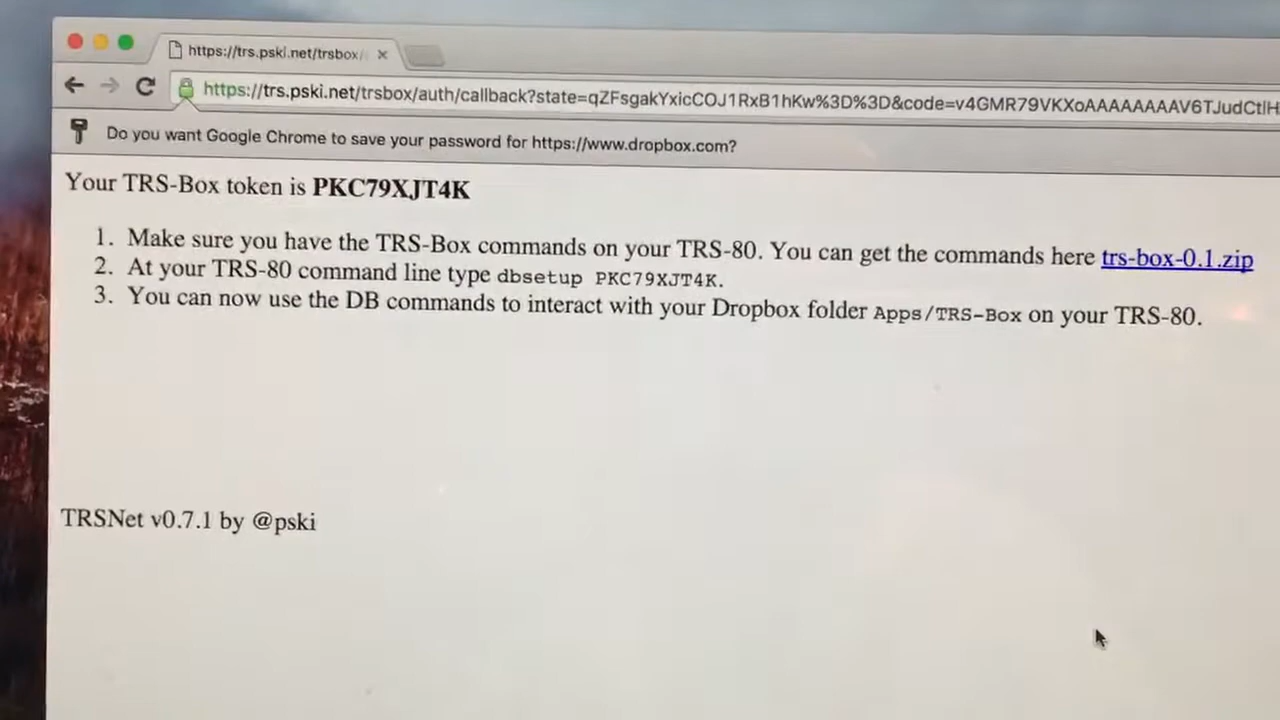 https://trs.pski.net/trsbox/
https://trs.pski.net/trsbox/auth/callback?state=qZFsgakYxicCOJ1RxB1hKw%3D%3D&code=v4GMR79VKXoAAAAAAAAV6TJudCtlH
Do you want Google Chrome to save your password for https://www.dropbox.com?
Your TRS-Box token is PKC79XJT4K
1. Make sure you have the TRS-Box commands on your TRS-80. You can get the commands here trs-box-0.1.zip
2. At your TRS-80 command line type dbsetup PKC79XJT4K.
3. You can now use the DB commands to interact with your Dropbox folder Apps/TRS-Box on your TRS-80.
TRSNet v0.7.1 by @pski